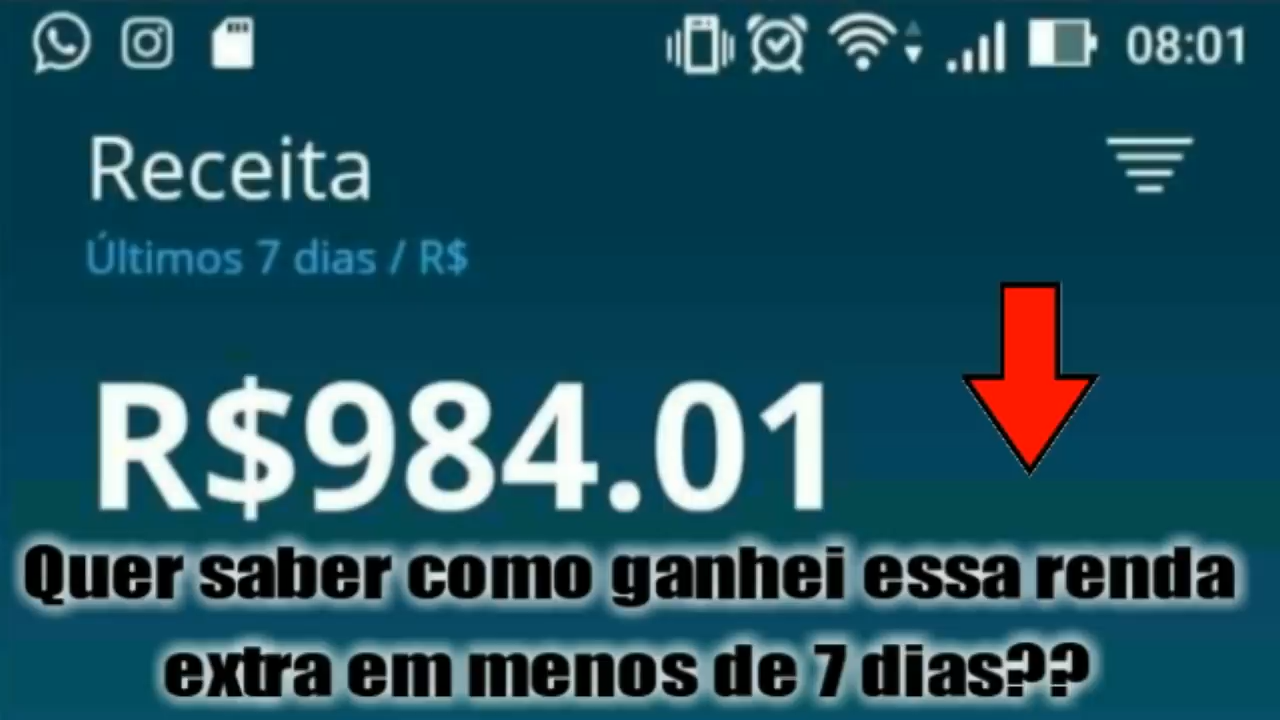 08:01
Receita
Últimos 7 dias / R$
R$984.01
Quer saber como ganhei essa renda
extra em menos de 7 dias??